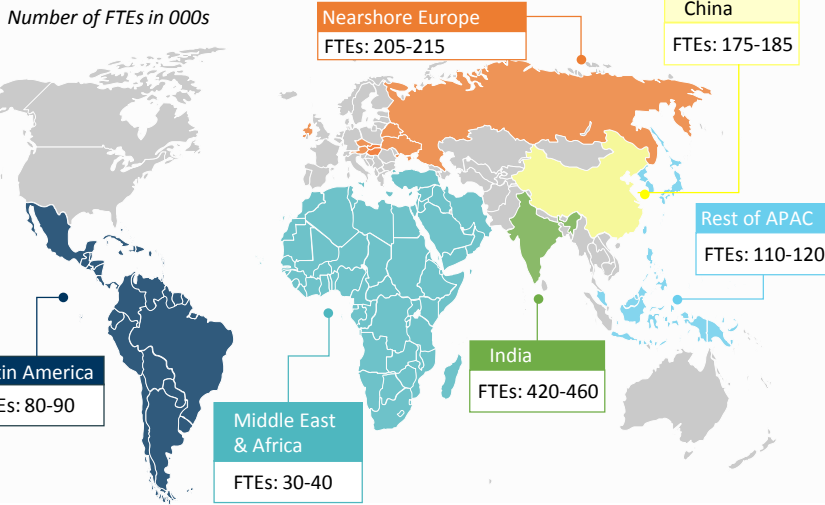 Number of FTEs in 000s
Nearshore Europe
FTEs: 205-215
China
FTEs: 175-185
Rest of APAC
FTEs: 110-120
India
FTEs: 420-460
tin America
Es: 80-90
Middle East
& Africa
FTEs: 30-40